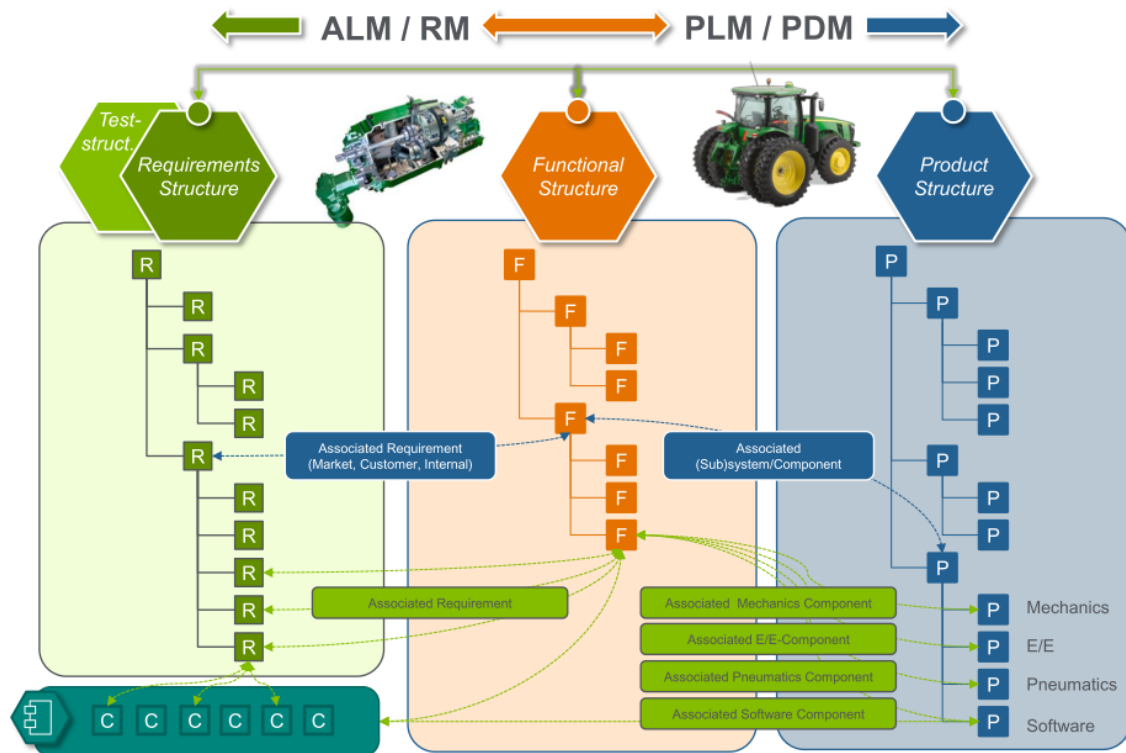 ALM / RM
PLM / PDM
Test-
struct.
Requirements
Structure
Functional
Structure
Product
Structure
R
F
P
R
F
P
R
F
P
R
F
P
R
F
P
R
Associated Requirement
(Market, Customer, Internal)
F
Associated
(Sub)system/Component
P
R
F
P
R
F
P
R
P
R
Associated Requirement
Associated Mechanics Component
P
Mechanics
R
Associated E/E-Component
P
E/E
Associated Pneumatics Component
P
Pneumatics
C
C
C
C
C
C
Associated Software Component
P
Software